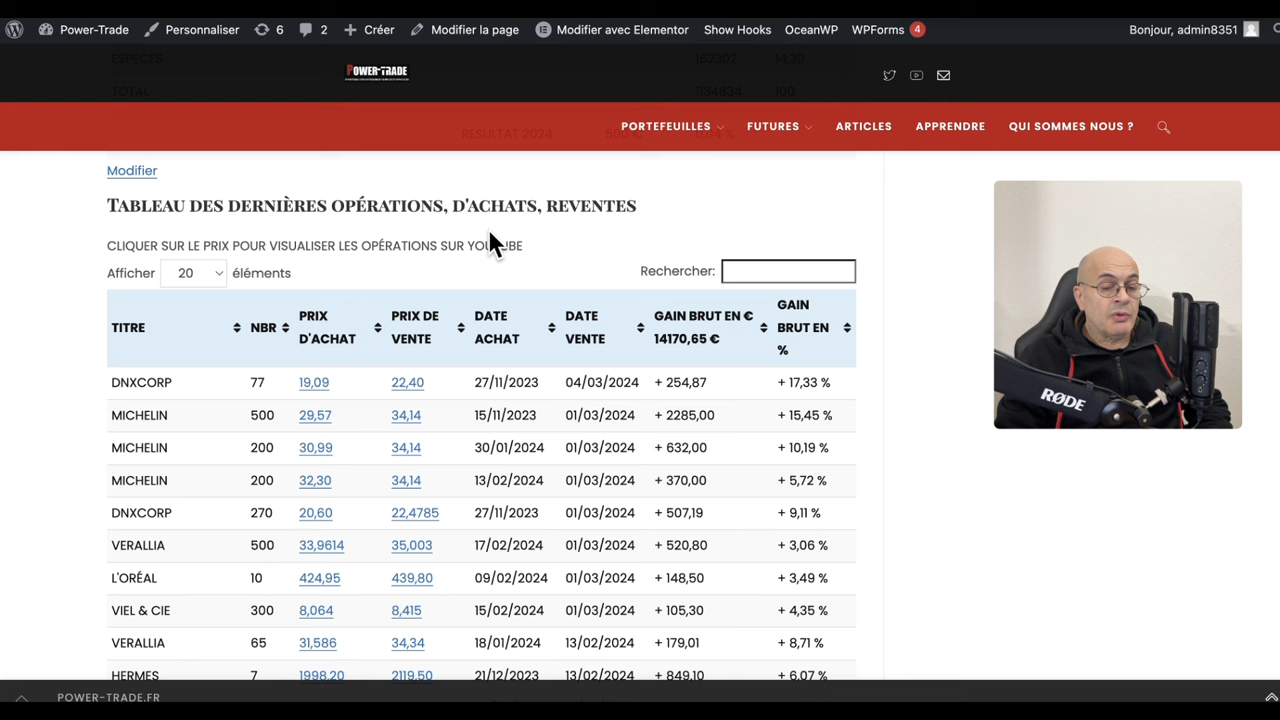 Power-Trade Personnaliser 6 2 Créer Modifier la page Modifier avec Elementor Show Hooks OceanWP WPForms 4 Bonjour, admin8351
ESPECES 162302 14,30
POWER-TRADE
TOTAL 1134834 100
PORTEFEUILLES FUTURES ARTICLES APPRENDRE QUI SOMMES NOUS ?
RESULTAT 2024
Modifier
TABLEAU DES DERNIÈRES OPÉRATIONS, D'ACHATS, REVENTES
CLIQUER SUR LE PRIX POUR VISUALISER LES OPÉRATIONS SUR YOUTUBE
Afficher 20 éléments Rechercher:
TITRE NBR PRIX D'ACHAT PRIX DE VENTE DATE ACHAT DATE VENTE GAIN BRUT EN € 14170,65 € GAIN BRUT EN %
DNXCORP 77 19,09 22,40 27/11/2023 04/03/2024 + 254,87 + 17,33 %
MICHELIN 500 29,57 34,14 15/11/2023 01/03/2024 + 2285,00 + 15,45 %
MICHELIN 200 30,99 34,14 30/01/2024 01/03/2024 + 632,00 + 10,19 %
MICHELIN 200 32,30 34,14 13/02/2024 01/03/2024 + 370,00 + 5,72 %
DNXCORP 270 20,60 22,4785 27/11/2023 01/03/2024 + 507,19 + 9,11 %
VERALLIA 500 33,9614 35,003 17/02/2024 01/03/2024 + 520,80 + 3,06 %
L'ORÉAL 10 424,95 439,80 09/02/2024 01/03/2024 + 148,50 + 3,49 %
VIEL & CIE 300 8,064 8,415 15/02/2024 01/03/2024 + 105,30 + 4,35 %
VERALLIA 65 31,586 34,34 18/01/2024 13/02/2024 + 179,01 + 8,71 %
HERMES 7 1998,20 2119,50 21/12/2023 13/02/2024 + 849,10 + 6,07 %
POWER-TRADE.FR
RØDE